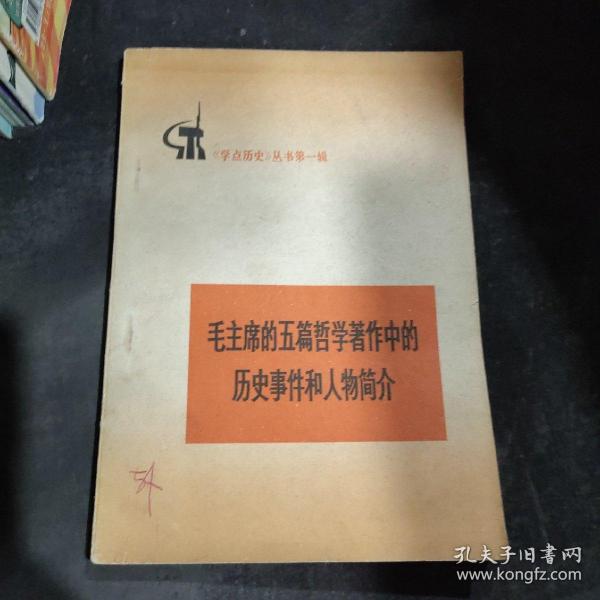 《学点历史》丛书第一辑
毛主席的五篇哲学著作中的
历史事件和人物简介
孔夫子旧书网
www.kongfz.com